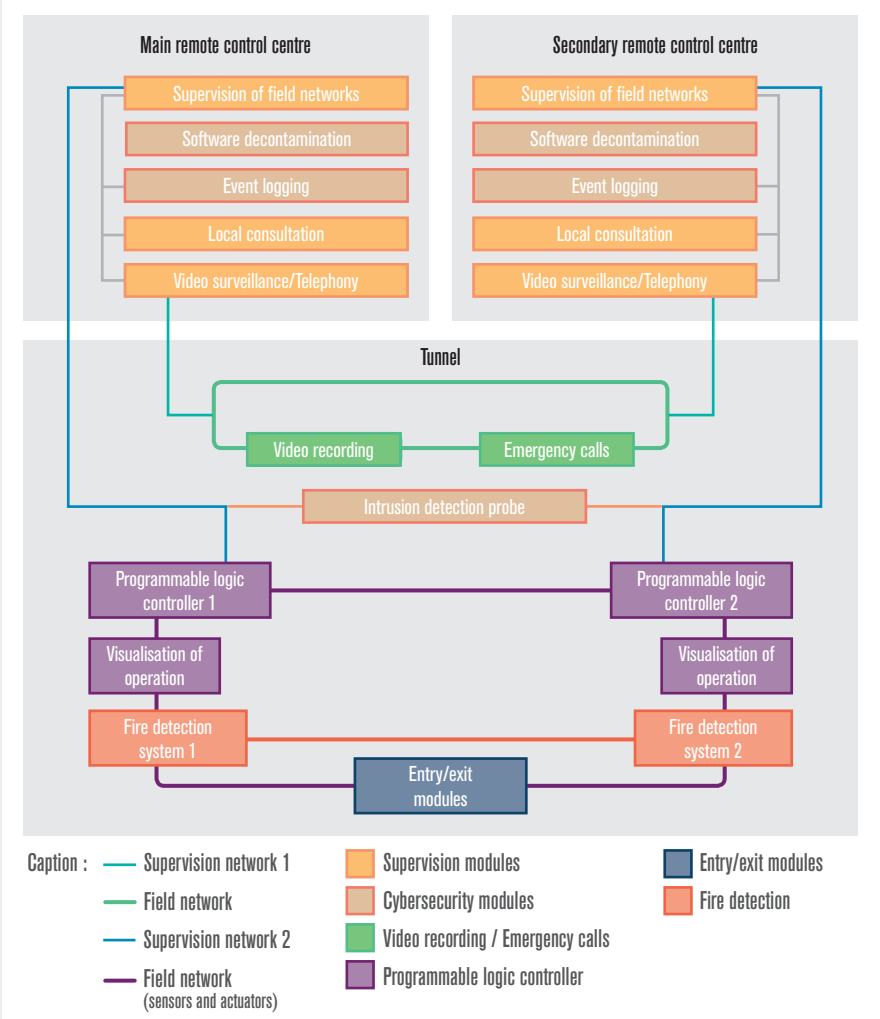 Main remote control centre
Supervision of field networks
Software decontamination
Event logging
Local consultation
Video surveillance/Telephony
Secondary remote control centre
Supervision of field networks
Software decontamination
Event logging
Local consultation
Video surveillance/Telephony
Tunnel
Video recording
Emergency calls
Intrusion detection probe
Programmable logic
controller 1
Programmable logic
controller 2
Visualisation of
operation
Visualisation of
operation
Fire detection
system 1
Fire detection
system 2
Entry/exit
modules
Caption :
Supervision network 1
Field network
Supervision network 2
Field network
(sensors and actuators)
Supervision modules
Cybersecurity modules
Video recording / Emergency calls
Programmable logic controller
Entry/exit modules
Fire detection